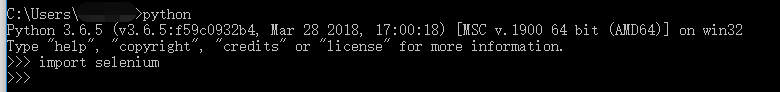 C:\Users\ >python
Python 3.6.5 (v3.6.5:f59c0932b4, Mar 28 2018, 17:00:18) [MSC v.1900 64 bit (AMD64)] on win32
Type "help", "copyright", "credits" or "license" for more information.
>>> import selenium
>>>